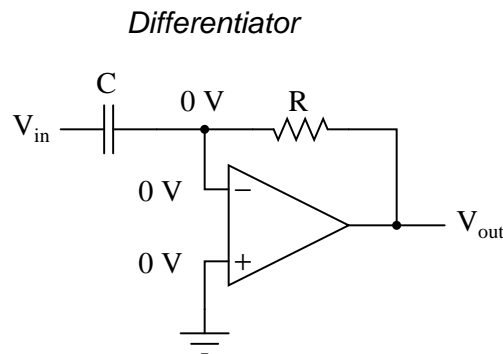 Differentiator
C
0 V
R
V_in
0 V
−
V_out
0 V
+